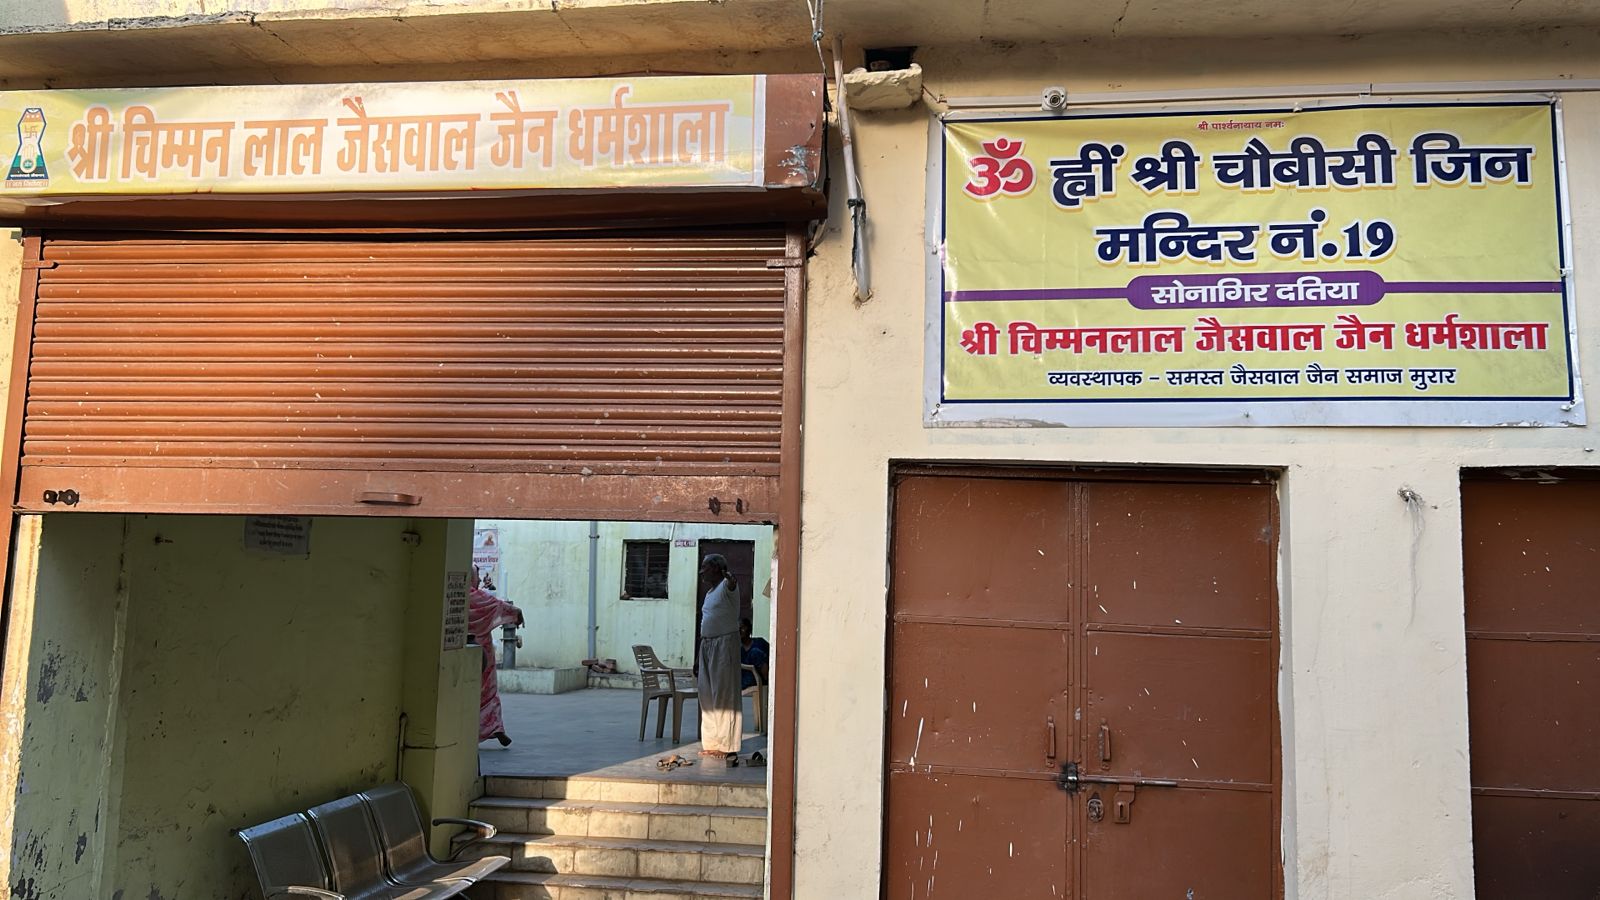 श्री चिम्मन लाल जैसवाल जैन धर्मशाला
श्री पार्श्वनाथाय नमः
ॐ ह्रीं श्री चौबीसी जिन
मन्दिर नं.19
सोनागिर दतिया
श्री चिम्मनलाल जैसवाल जैन धर्मशाला
व्यवस्थापक – समस्त जैसवाल जैन समाज मुरार